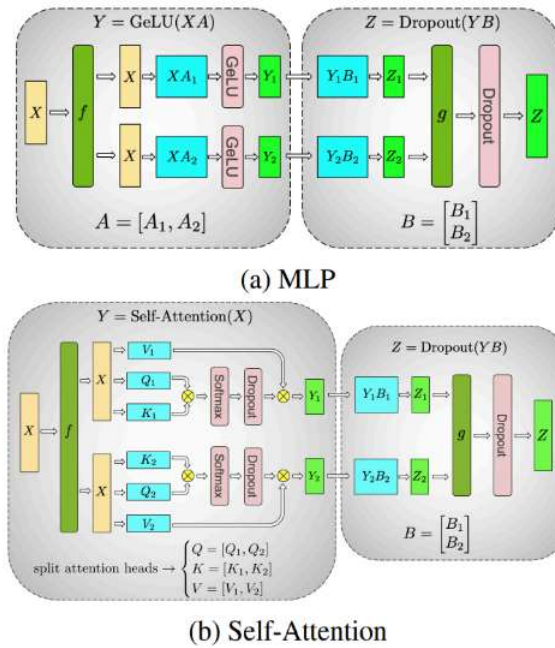 Y = GeLU(XA)
Z = Dropout(YB)
X
f
X
XA₁
GeLU
Y₁
Y₁B₁
Z₁
X
XA₂
GeLU
Y₂
Y₂B₂
Z₂
g
Dropout
Z
A = [A₁, A₂]
B = [B₁
B₂]
(a) MLP
Y = Self-Attention(X)
Z = Dropout(YB)
X
f
X
V₁
Q₁
K₁
Softmax
Dropout
Y₁
Y₁B₁
Z₁
X
K₂
Q₂
V₂
Softmax
Dropout
Y₂
Y₂B₂
Z₂
g
Dropout
Z
split attention heads → { Q = [Q₁, Q₂]
K = [K₁, K₂]
V = [V₁, V₂]
B = [B₁
B₂]
(b) Self-Attention